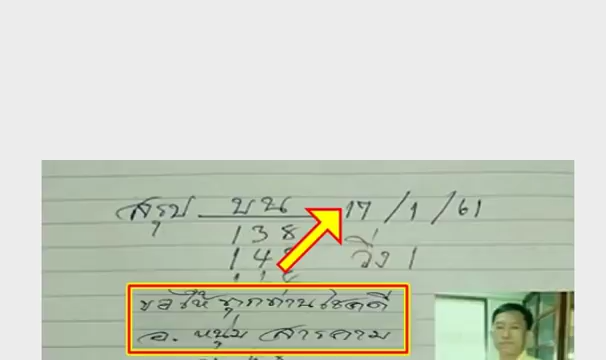 สรุป บน 17/1/61
138
14 วิ่ง 1
ขอให้ทุกท่านโชคดี
อ. หนุ่ม สารคาม